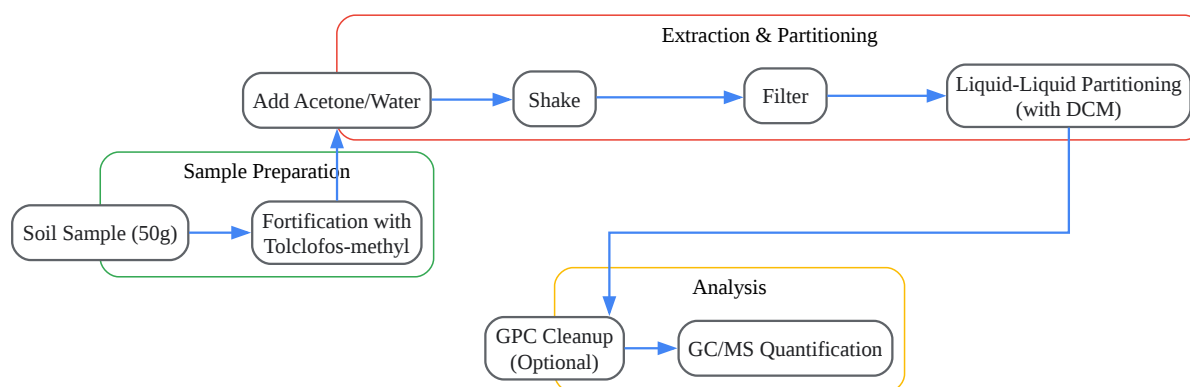 Extraction & Partitioning
Add Acetone/Water
Shake
Filter
Liquid-Liquid Partitioning
(with DCM)
Sample Preparation
Soil Sample (50g)
Fortification with
Tolclofos-methyl
Analysis
GPC Cleanup
(Optional)
GC/MS Quantification